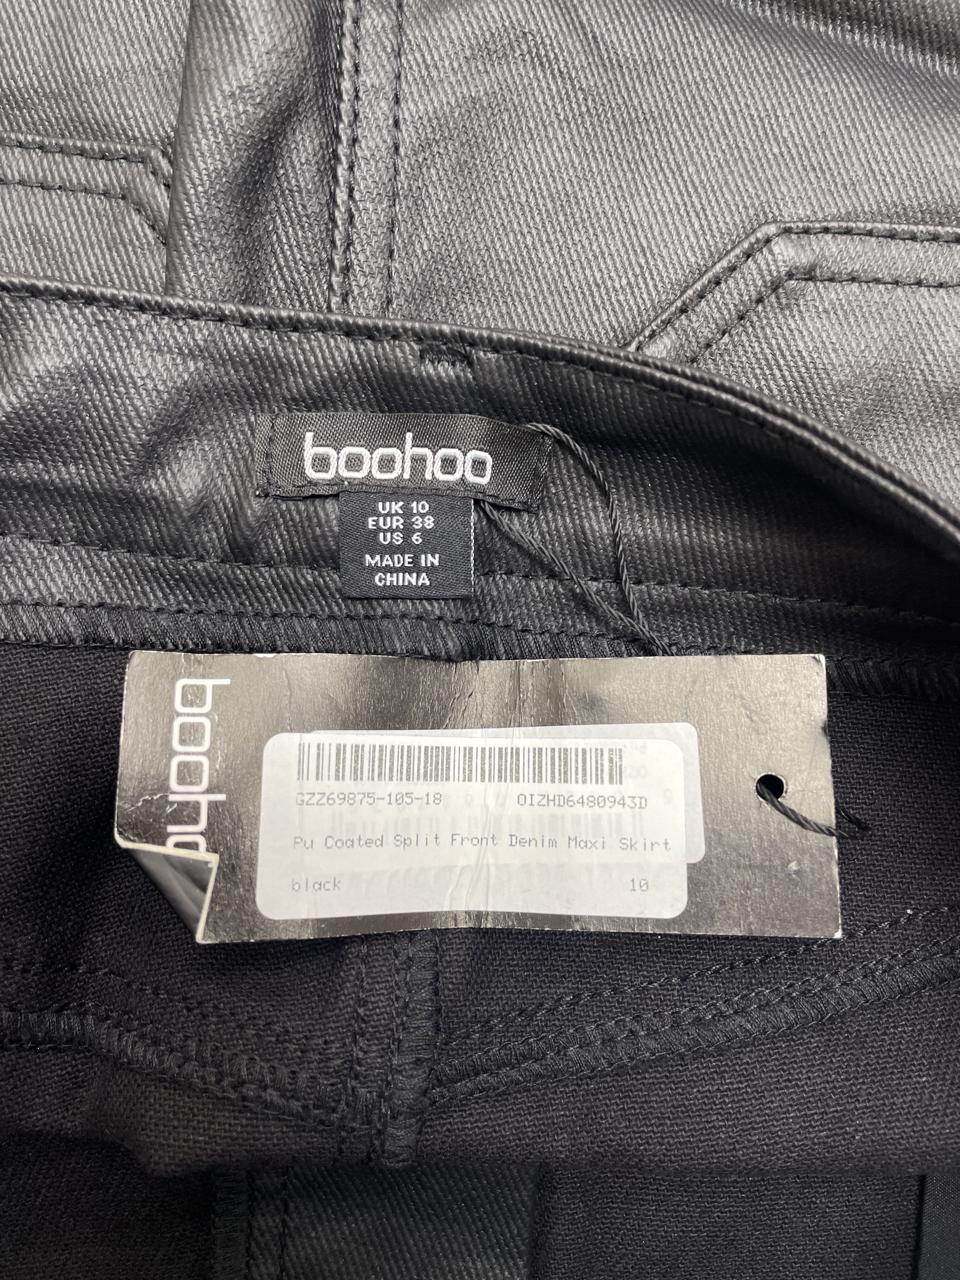 boohoo
UK 10
EUR 38
US 6
MADE IN
CHINA
boohoo
GZZ69875-105-18 OIZHD6480943D
Pu Coated Split Front Denim Maxi Skirt
black 10